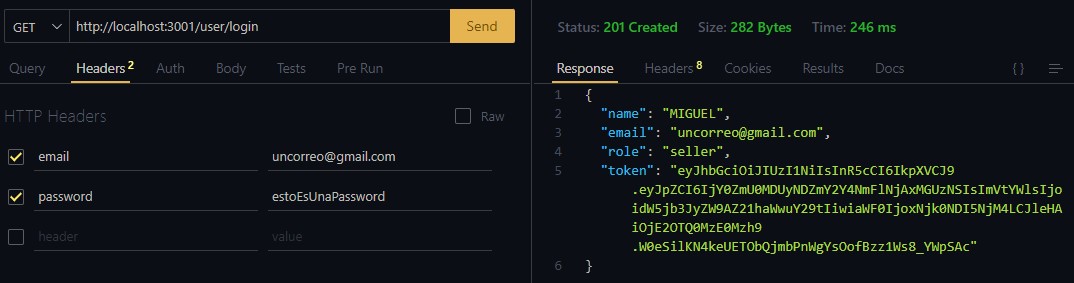 GET http://localhost:3001/user/login Send
Query Headers 2 Auth Body Tests Pre Run
HTTP Headers Raw
email uncorreo@gmail.com
password estoEsUnaPassword
header value
Status: 201 Created Size: 282 Bytes Time: 246 ms
Response Headers 8 Cookies Results Docs { }
1 {
2 "name": "MIGUEL",
3 "email": "uncorreo@gmail.com",
4 "role": "seller",
5 "token": "eyJhbGciOiJIUzI1NiIsInR5cCI6IkpXVCJ9
.eyJpZCI6IjY0ZmU0MDUyNDZmY2Y4NmFlNjAxMGUzNSIsImVtYWlsIjo
idW5jb3JyZW9AZ21haWwuY29tIiwiaWF0IjoxNjk0NDI5NjM4LCJleHA
iOjE2OTQ0MzE0Mzh9
.W0eSilKN4keUETObQjmbPnWgYsOofBzz1Ws8_YWpSAc"
6 }